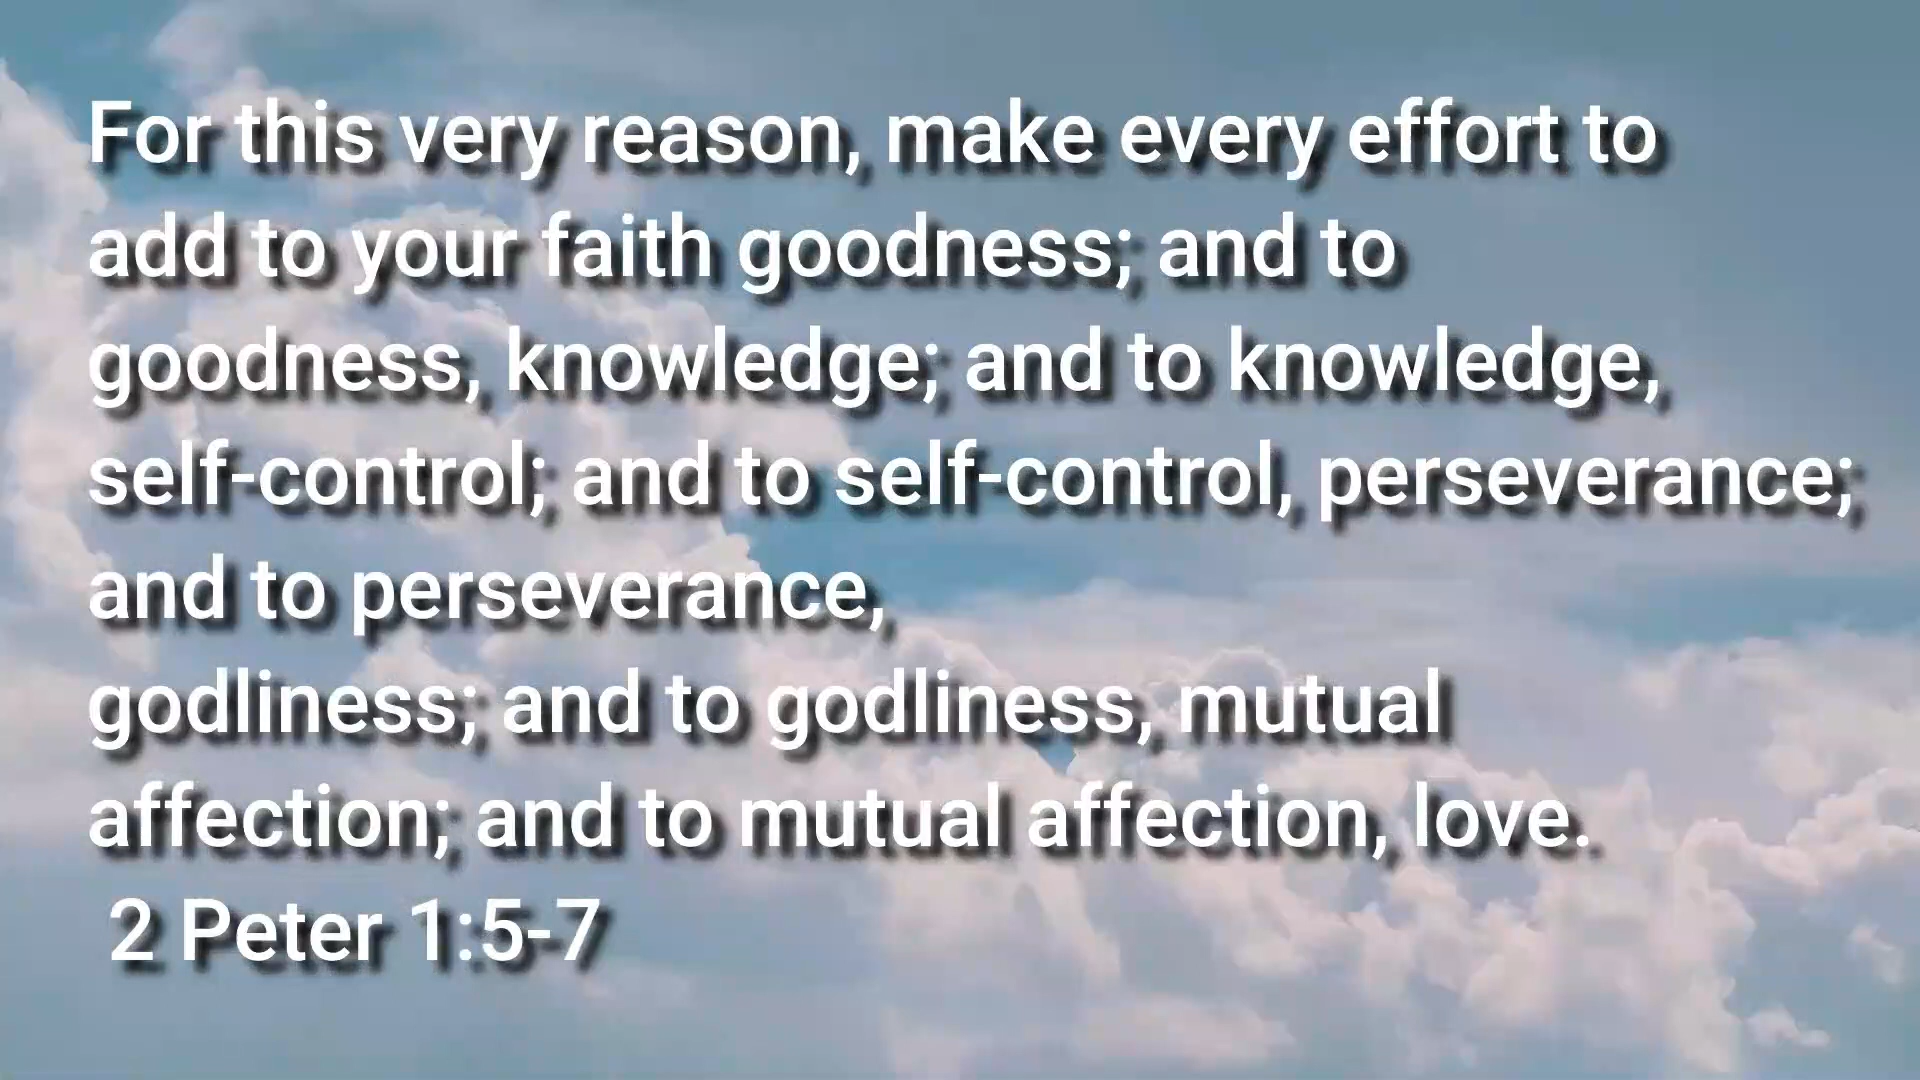 For this very reason, make every effort to
add to your faith goodness; and to
goodness, knowledge; and to knowledge,
self-control; and to self-control, perseverance;
and to perseverance,
godliness; and to godliness, mutual
affection; and to mutual affection, love.
2 Peter 1:5-7